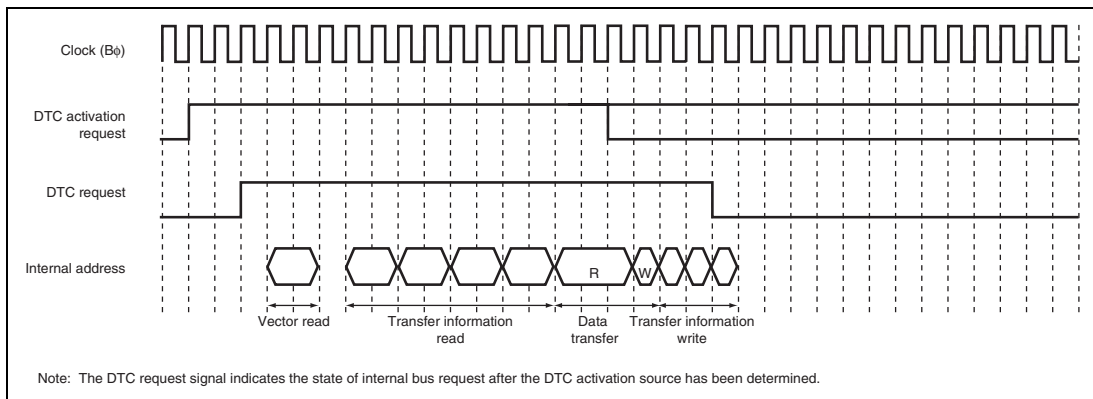 Clock (Bφ)
DTC activation
request
DTC request
Internal address
R
W
Vector read
Transfer information
read
Data
transfer
Transfer information
write
Note: The DTC request signal indicates the state of internal bus request after the DTC activation source has been determined.